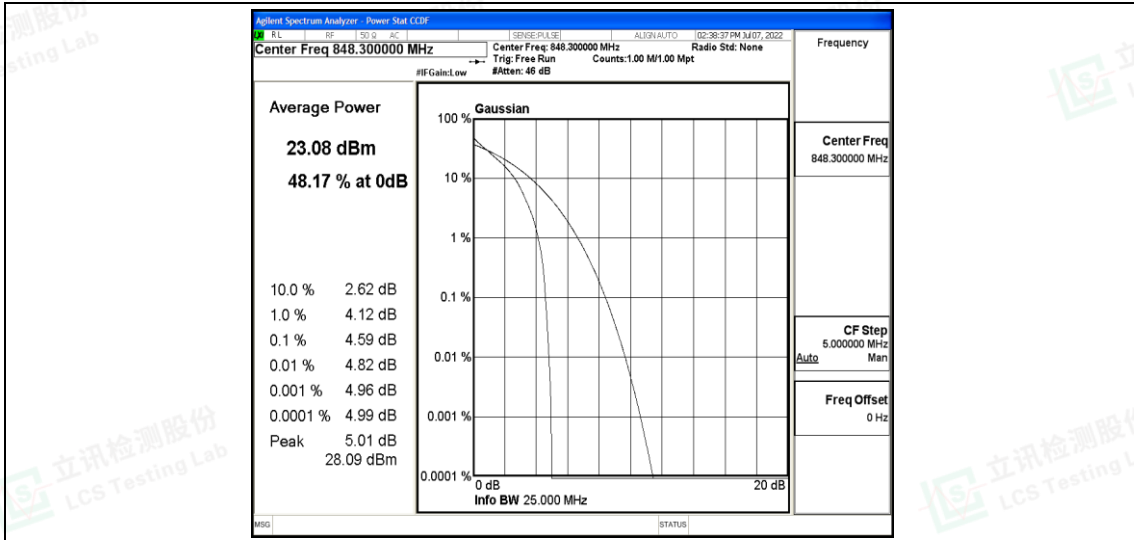 Agilent Spectrum Analyzer - Power Stat CCDF
LXI RL RF 50 Ω AC SENSE:PULSE ALIGN AUTO 02:38:37 PM Jul 07, 2022
Center Freq 848.300000 MHz
Center Freq: 848.300000 MHz Radio Std: None
Trig: Free Run Counts:1.00 M/1.00 Mpt
#IFGain:Low #Atten: 46 dB
Frequency
Average Power
23.08 dBm
48.17 % at 0dB
10.0 % 2.62 dB
1.0 % 4.12 dB
0.1 % 4.59 dB
0.01 % 4.82 dB
0.001 % 4.96 dB
0.0001 % 4.99 dB
Peak 5.01 dB
28.09 dBm
Gaussian
100 %
10 %
1 %
0.1 %
0.01 %
0.001 %
0.0001 %
0 dB 20 dB
Info BW 25.000 MHz
Center Freq
848.300000 MHz
CF Step
5.000000 MHz
Auto Man
Freq Offset
0 Hz
MSG STATUS
立讯检测股份
LCS Testing Lab
立讯检测股份
LCS Testing L